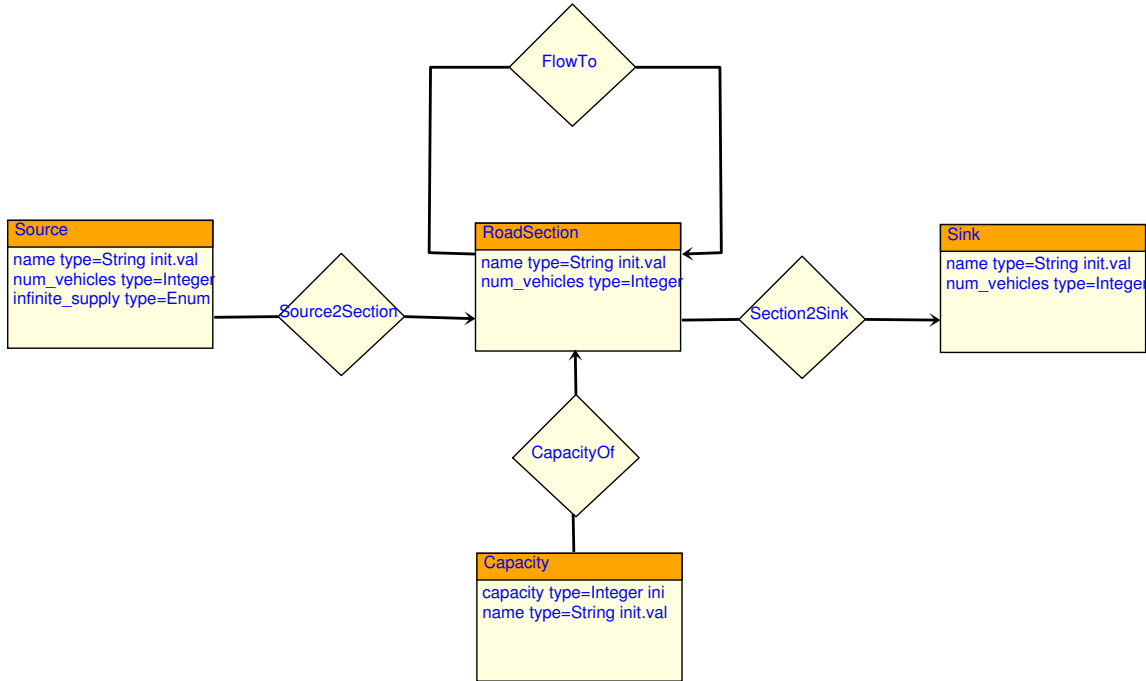 FlowTo
Source
name type=String init.val
num_vehicles type=Integer
infinite_supply type=Enum
Source2Section
RoadSection
name type=String init.val
num_vehicles type=Integer
Section2Sink
Sink
name type=String init.val
num_vehicles type=Integer
CapacityOf
Capacity
capacity type=Integer ini
name type=String init.val